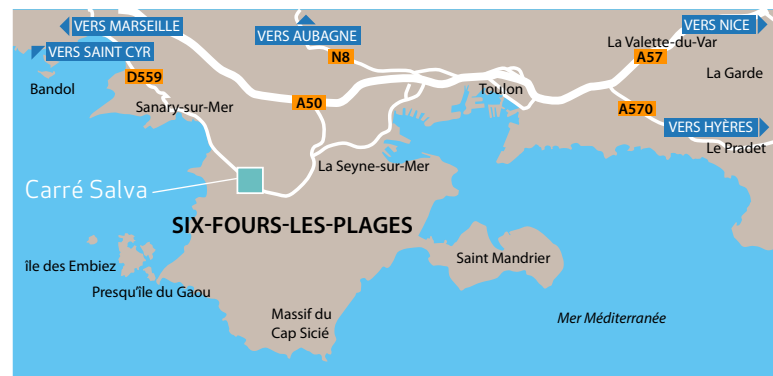 VERS MARSEILLE
VERS SAINT CYR
VERS AUBAGNE
VERS NICE
La Valette-du-Var
N8
A57
Bandol
D559
La Garde
Sanary-sur-Mer
A50
Toulon
A570
VERS HYÈRES
Le Pradet
La Seyne-sur-Mer
Carré Salva
SIX-FOURS-LES-PLAGES
île des Embiez
Saint Mandrier
Presqu'île du Gaou
Massif du
Cap Sicié
Mer Méditerranée